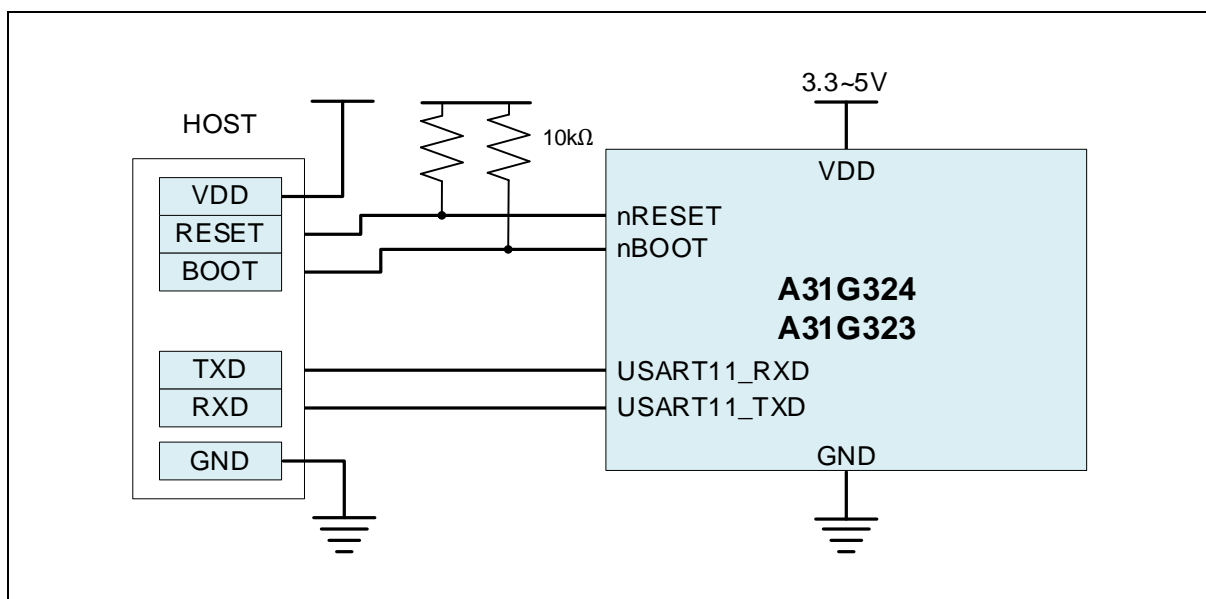 3.3~5V
HOST
10kΩ
VDD
VDD
RESET
nRESET
BOOT
nBOOT
A31G324
A31G323
TXD
USART11_RXD
RXD
USART11_TXD
GND
GND